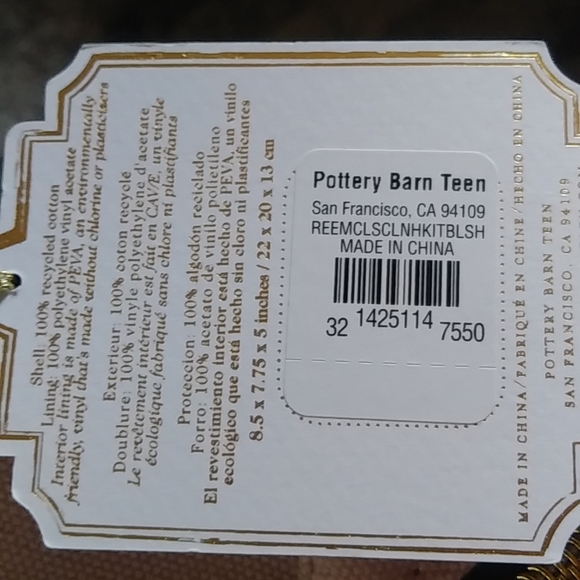 Shell: 100% recycled cotton
Lining: 100% polyethylene vinyl acetate
Interior lining is made of PEVA, an environmentally
friendly, vinyl that's made without chlorine or plasticizers
Exterieur: 100% coton recyclé
Doublure: 100% vinyle polyethylene d'acetate
Le revêtement intérieur est fait en CAVE, un vinyle
écologique fabriqué sans chlore ni plastifiants
Proteccion: 100% algodón reciclado
Forro: 100% acetato de vinilo polietileno
El revestimiento interior está hecho de PEVA, un vinilo
ecológico que está hecho sin cloro ni plastificantes
8.5 x 7.75 x 5 inches / 22 x 20 x 13 cm
Pottery Barn Teen
San Francisco, CA 94109
REEMCLSCLNHKITBLSH
MADE IN CHINA
32 1425114 7550
MADE IN CHINA/FABRIQUÉ EN CHINE/HECHO EN CHINA
POTTERY BARN TEEN
SAN FRANCISCO, CA 94109